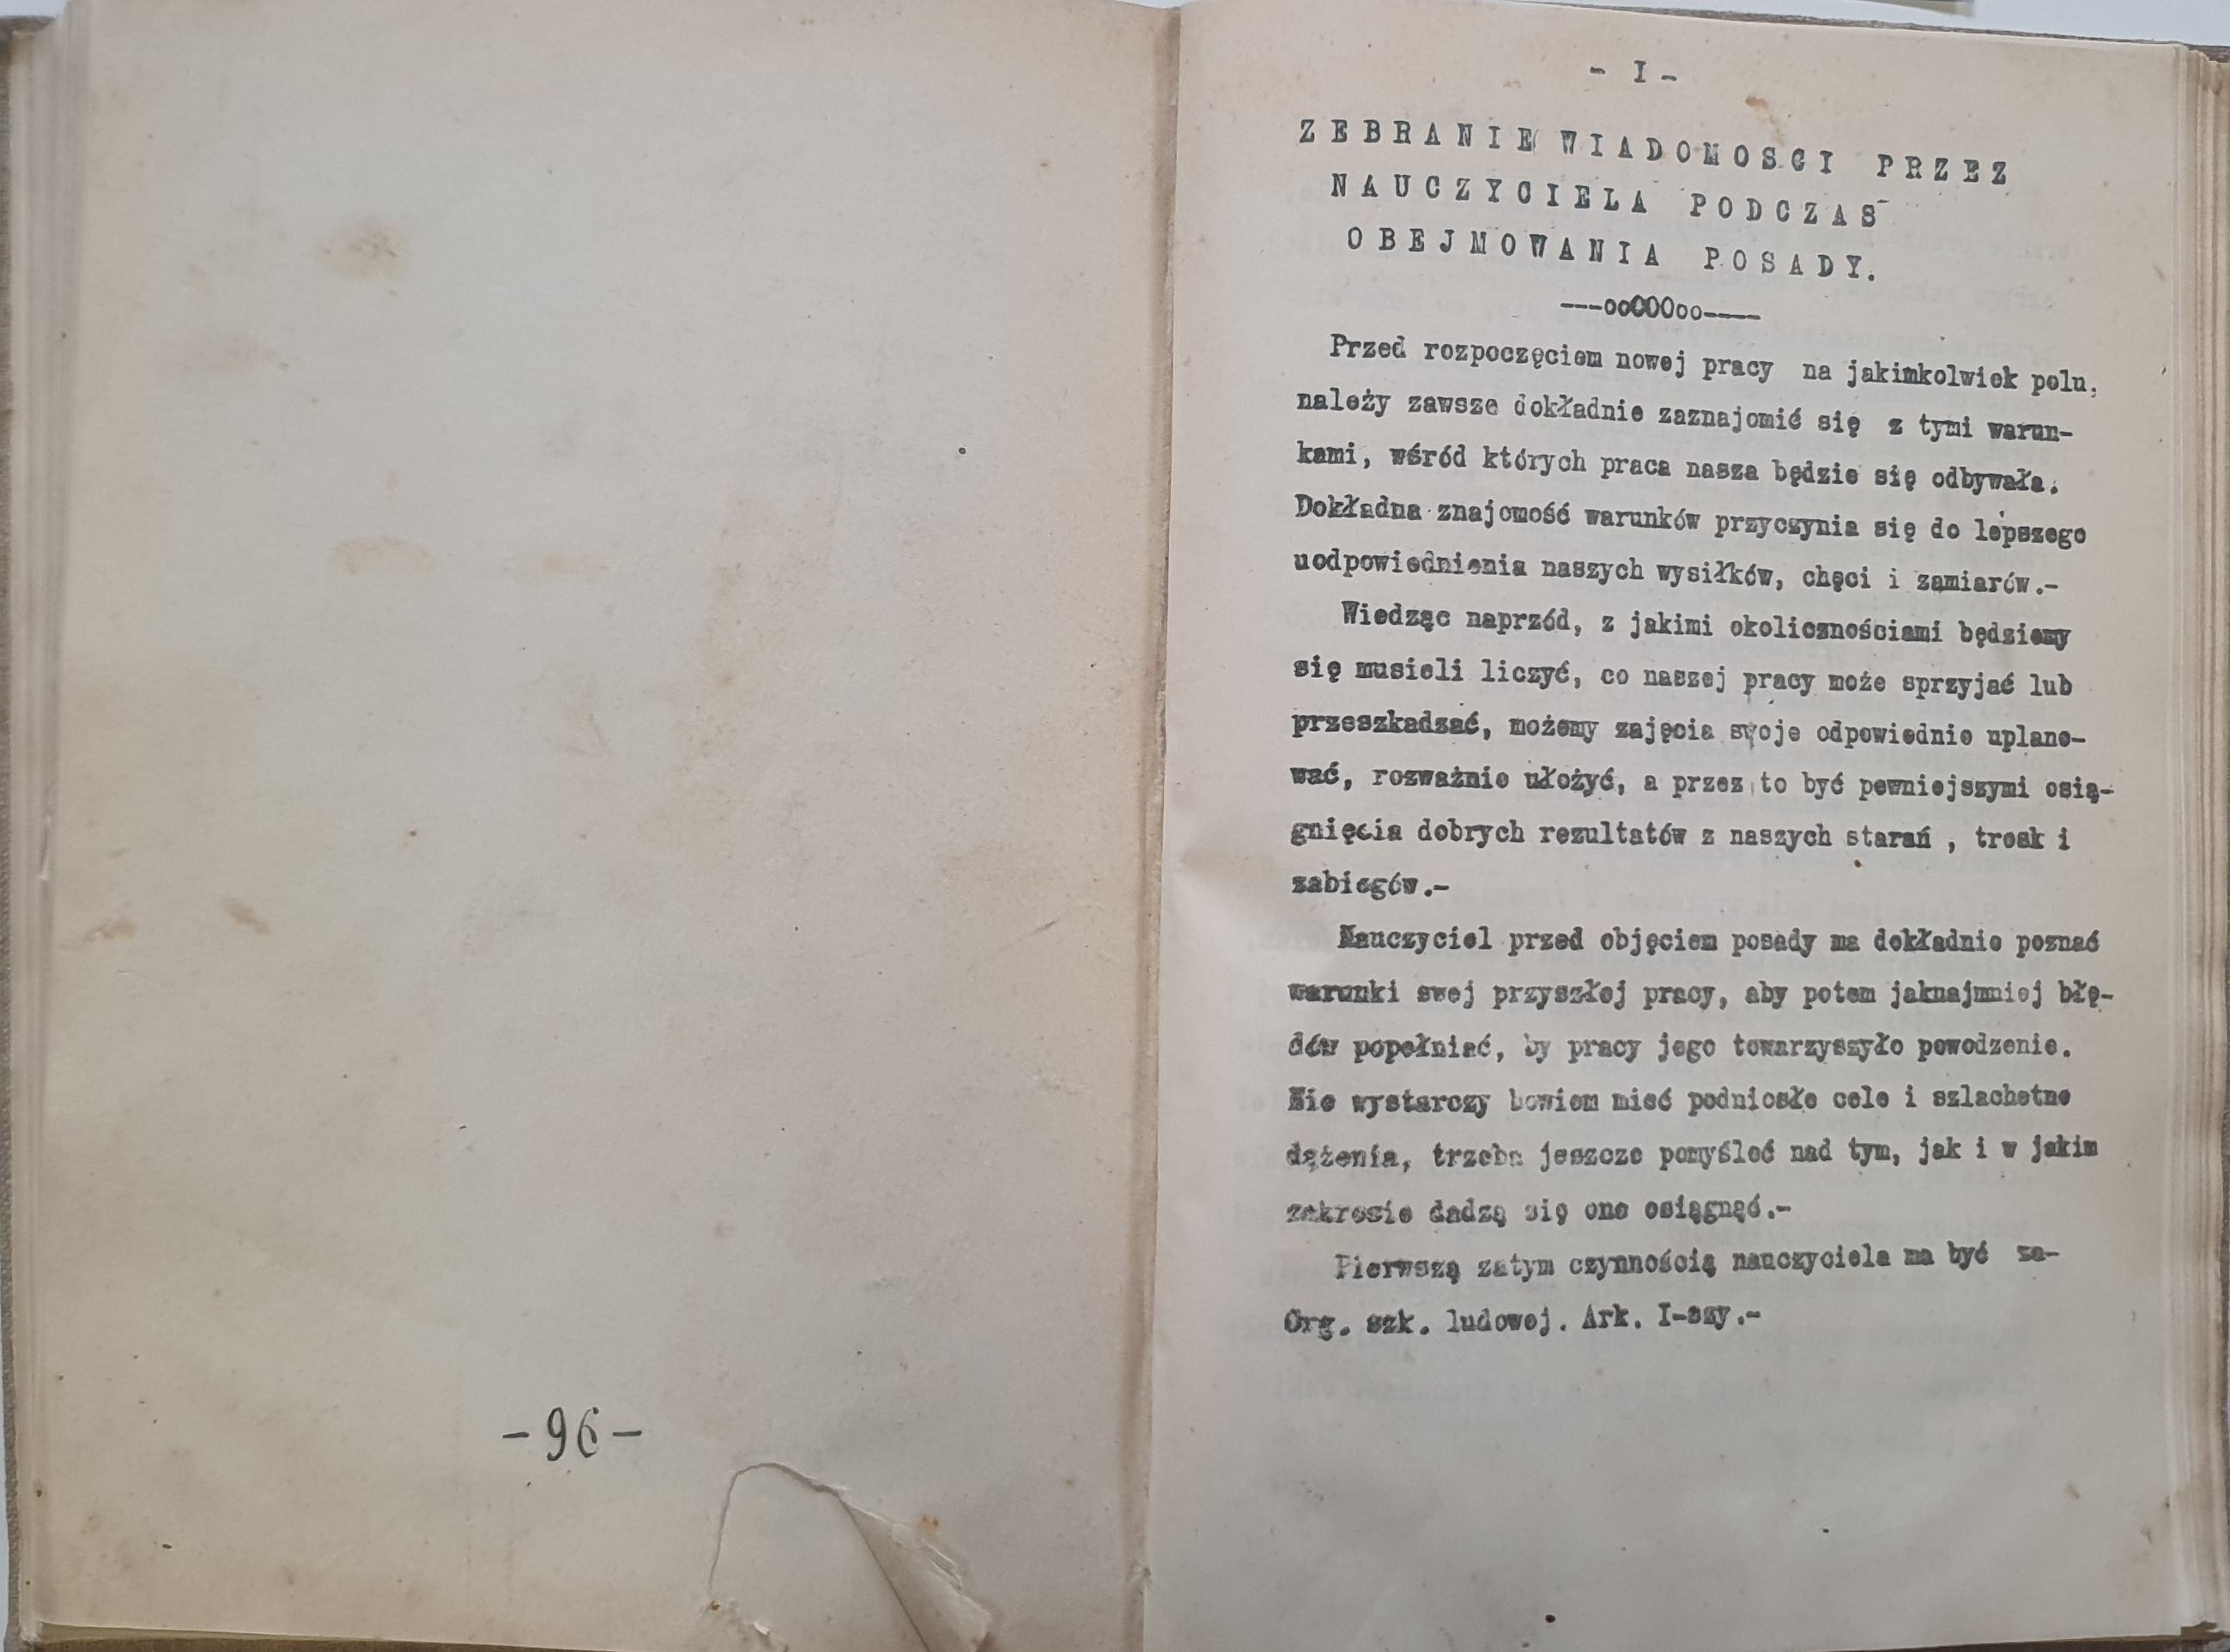 -96-
- I -
ZEBRANIE WIADOMOSCI PRZEZ
NAUCZYCIELA PODCZAS
OBEJMOWANIA POSADY.
---ooOOOoo----
Przed rozpoczęciem nowej pracy na jakimkolwiek polu,
należy zawsze dokładnie zaznajomić się z tymi warun-
kami, wśród których praca nasza będzie się odbywała.
Dokładna znajomość warunków przyczynia się do lepszego
uodpowiednienia naszych wysiłków, chęci i zamiarów.-
Wiedząc naprzód, z jakimi okolicznościami będziemy
się musieli liczyć, co naszej pracy może sprzyjać lub
przeszkadzać, możemy zajęcia swoje odpowiednio uplano-
wać, rozważnie ułożyć, a przez to być pewniejszymi osią-
gnięcia dobrych rezultatów z naszych starań , trosk i
zabiegów.-
Nauczyciel przed objęciem posady ma dokładnie poznać
warunki swej przyszłej pracy, aby potem jaknajmniej błę-
dów popełniać, by pracy jego towarzyszyło powodzenie.
Nie wystarczy bowiem mieć podniosłe cele i szlachetne
dążenia, trzeba jeszcze pomyśleć nad tym, jak i w jakim
zakresie dadzą się one osiągnąć.-
Pierwszą zatym czynnością nauczyciela ma być za-
Org. szk. ludowej. Ark. I-szy.-